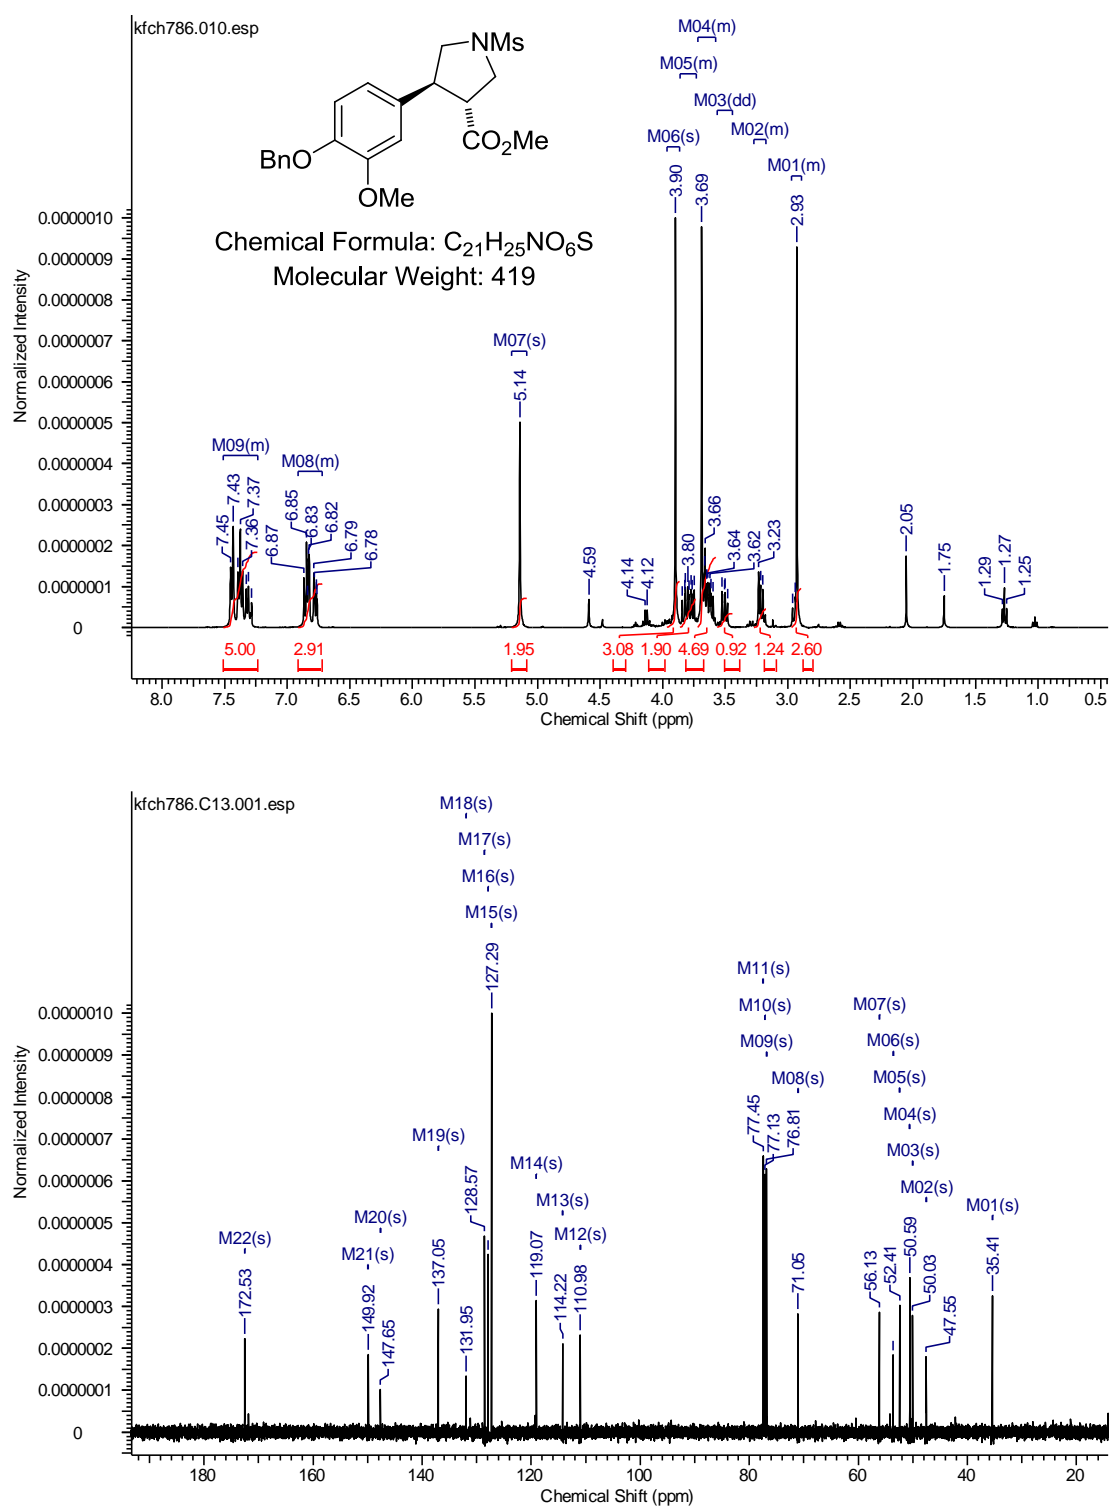 kfch786.010.esp
M04(m)
M05(m)
M03(dd)
M02(m)
M06(s)
M01(m)
NMs
CO₂Me
BnO
OMe
Chemical Formula: C₂₁H₂₅NO₆S
Molecular Weight: 419
3.90
3.69
2.93
M07(s)
5.14
M09(m)
M08(m)
7.45
7.43
7.37
7.36
6.87
6.85
6.83
6.82
6.79
6.78
4.59
4.14
4.12
3.80
3.66
3.64
3.62
3.23
2.05
1.75
1.29
1.27
1.25
Normalized Intensity
0.0000010
0.0000009
0.0000008
0.0000007
0.0000006
0.0000005
0.0000004
0.0000003
0.0000002
0.0000001
0
5.00 2.91 1.95 3.08 1.90 4.69 0.92 1.24 2.60
8.0 7.5 7.0 6.5 6.0 5.5 5.0 4.5 4.0 3.5 3.0 2.5 2.0 1.5 1.0 0.5
Chemical Shift (ppm)
kfch786.C13.001.esp
M18(s)
M17(s)
M16(s)
M15(s)
127.29
M11(s)
M10(s)
M09(s)
M08(s)
M07(s)
M06(s)
M05(s)
M04(s)
M03(s)
M02(s)
M01(s)
M19(s)
M14(s)
M13(s)
M12(s)
M20(s)
M21(s)
M22(s)
172.53
149.92
147.65
137.05
131.95
128.57
119.07
114.22
110.98
77.45
77.13
76.81
71.05
56.13
52.41
50.59
50.03
47.55
35.41
Normalized Intensity
0.0000010
0.0000009
0.0000008
0.0000007
0.0000006
0.0000005
0.0000004
0.0000003
0.0000002
0.0000001
0
180 160 140 120 100 80 60 40 20
Chemical Shift (ppm)